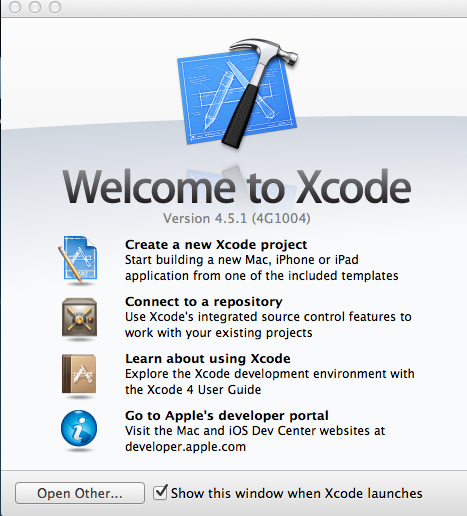 Welcome to Xcode
Version 4.5.1 (4G1004)
Create a new Xcode project
Start building a new Mac, iPhone or iPad
application from one of the included templates
Connect to a repository
Use Xcode's integrated source control features to
work with your existing projects
Learn about using Xcode
Explore the Xcode development environment with
the Xcode 4 User Guide
Go to Apple's developer portal
Visit the Mac and iOS Dev Center websites at
developer.apple.com
Open Other...
Show this window when Xcode launches